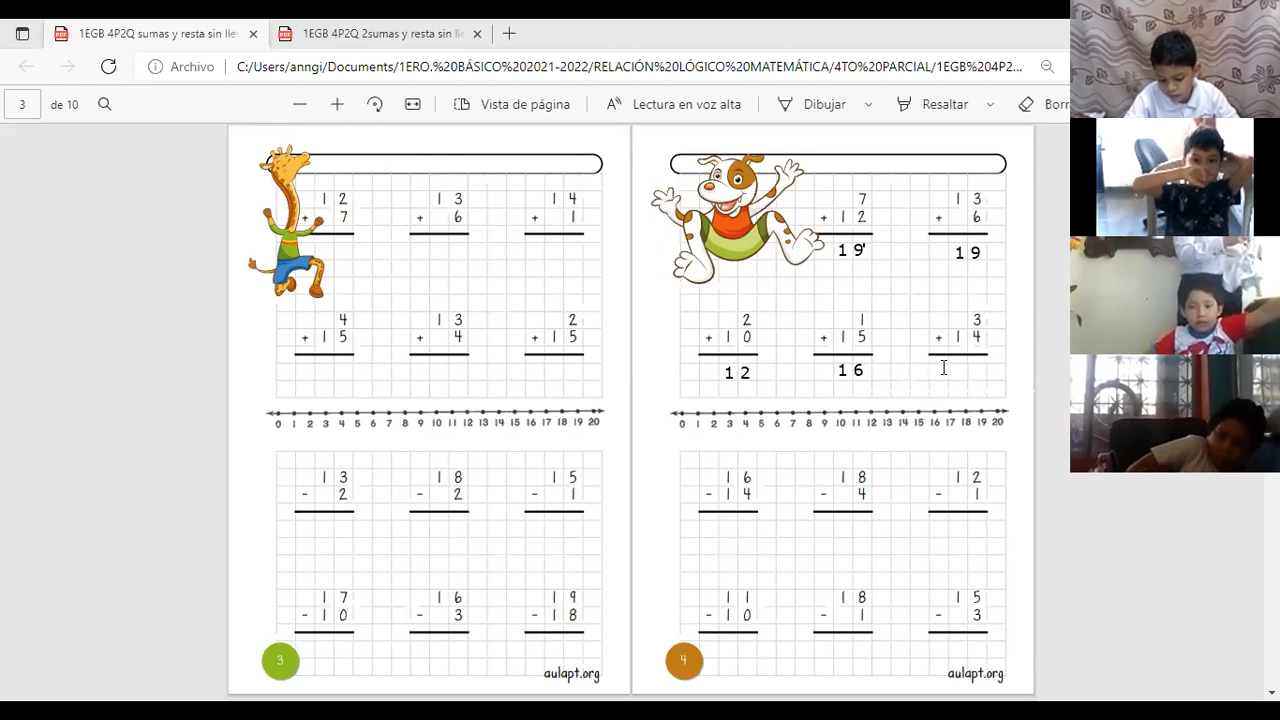 1EGB 4P2Q sumas y resta sin lle
1EGB 4P2Q 2sumas y resta sin le
Archivo
C:/Users/anngi/Documents/1ERO.%20BÁSICO%202021-2022/RELACIÓN%20LÓGICO%20MATEMÁTICA/4TO%20PARCIAL/1EGB%204P2...
3 de 10
Vista de página
Lectura en voz alta
Dibujar
Resaltar
Borr
12 13 14
+ 7 + 6 + 1
4 13 2
+ 15 + 4 + 15
0 1 2 3 4 5 6 7 8 9 10 11 12 13 14 15 16 17 18 19 20
13 18 15
- 2 - 2 - 1
17 16 19
- 10 - 3 - 18
3
aulapt.org
7 13
+ 12 + 6
19' 19
2 1 3
+ 10 + 15 + 14
12 16
0 1 2 3 4 5 6 7 8 9 10 11 12 13 14 15 16 17 18 19 20
16 18 12
- 14 - 4 - 1
11 18 15
- 10 - 1 - 3
4
aulapt.org